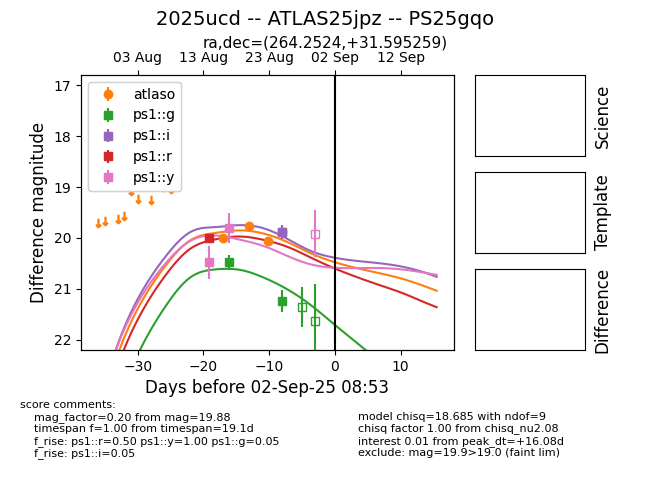 2025ucd -- ATLAS25jpz -- PS25gqo
ra,dec=(264.2524,+31.595259)
03 Aug 13 Aug 23 Aug 02 Sep 12 Sep
17
18
19
20
21
22
Difference magnitude
atlaso
ps1::g
ps1::i
ps1::r
ps1::y
−30 −20 −10 0 10
Days before 02-Sep-25 08:53
Science
Template
Difference
score comments:
mag_factor=0.20 from mag=19.88
timespan f=1.00 from timespan=19.1d
f_rise: ps1::r=0.50 ps1::y=1.00 ps1::g=0.05
f_rise: ps1::i=0.05
model chisq=18.685 with ndof=9
chisq factor 1.00 from chisq_nu2.08
interest 0.01 from peak_dt=+16.08d
exclude: mag=19.9>19.0 (faint lim)